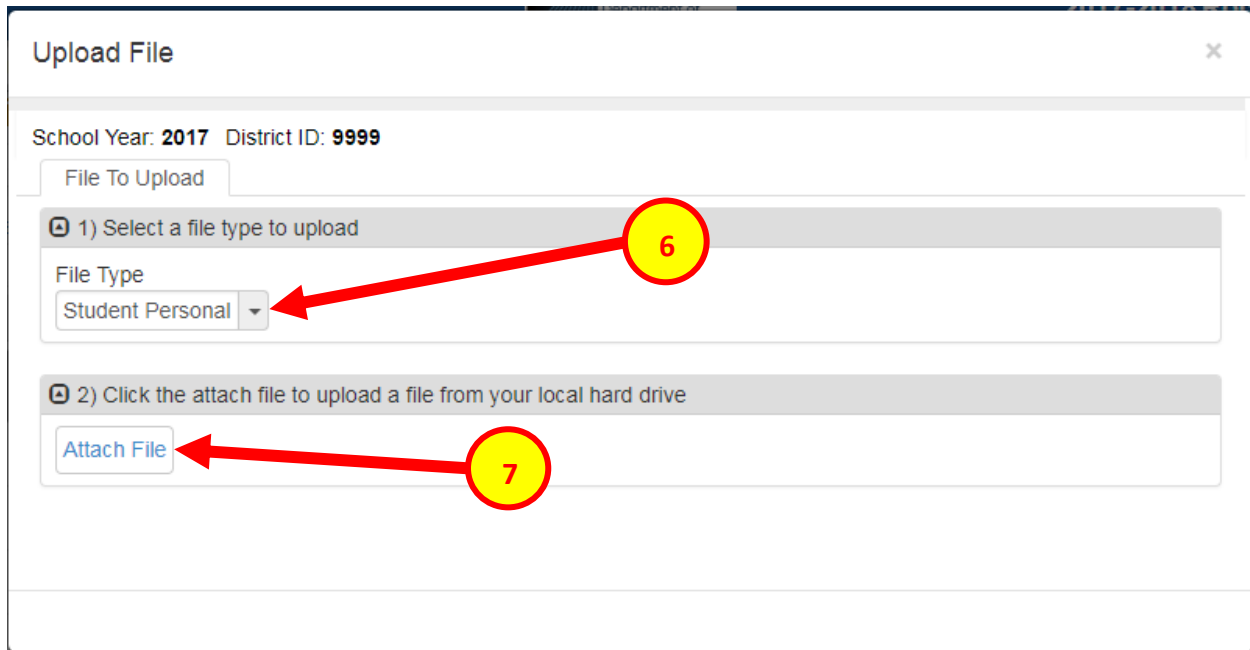 Department of
Upload File
×
School Year: 2017 District ID: 9999
File To Upload
1) Select a file type to upload
6
File Type
Student Personal
2) Click the attach file to upload a file from your local hard drive
Attach File
7